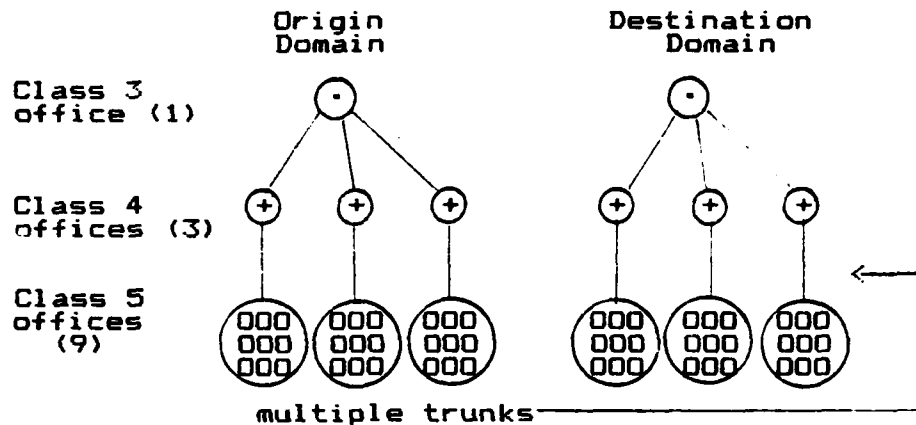 Origin Domain
Destination Domain
Class 3
office (1)
Class 4
offices (3)
Class 5
offices
(9)
multiple trunks